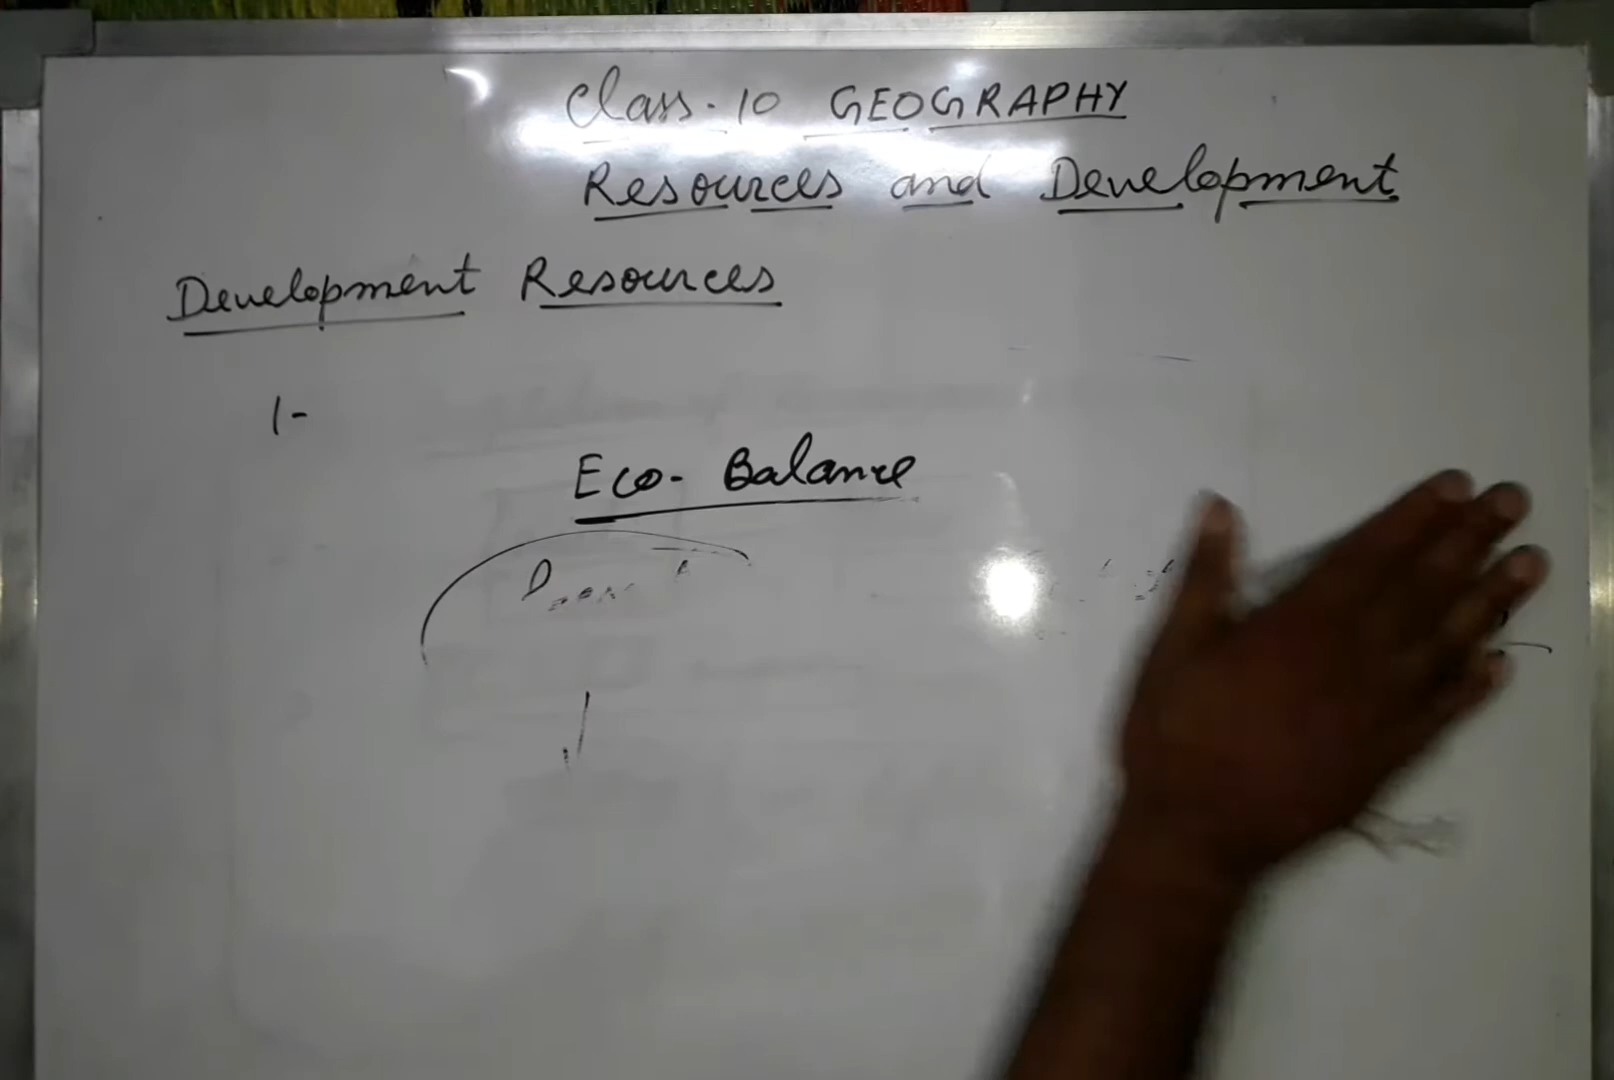 Class-10 GEOGRAPHY
Resources and Development
Development Resources
1-
Eco-Balance